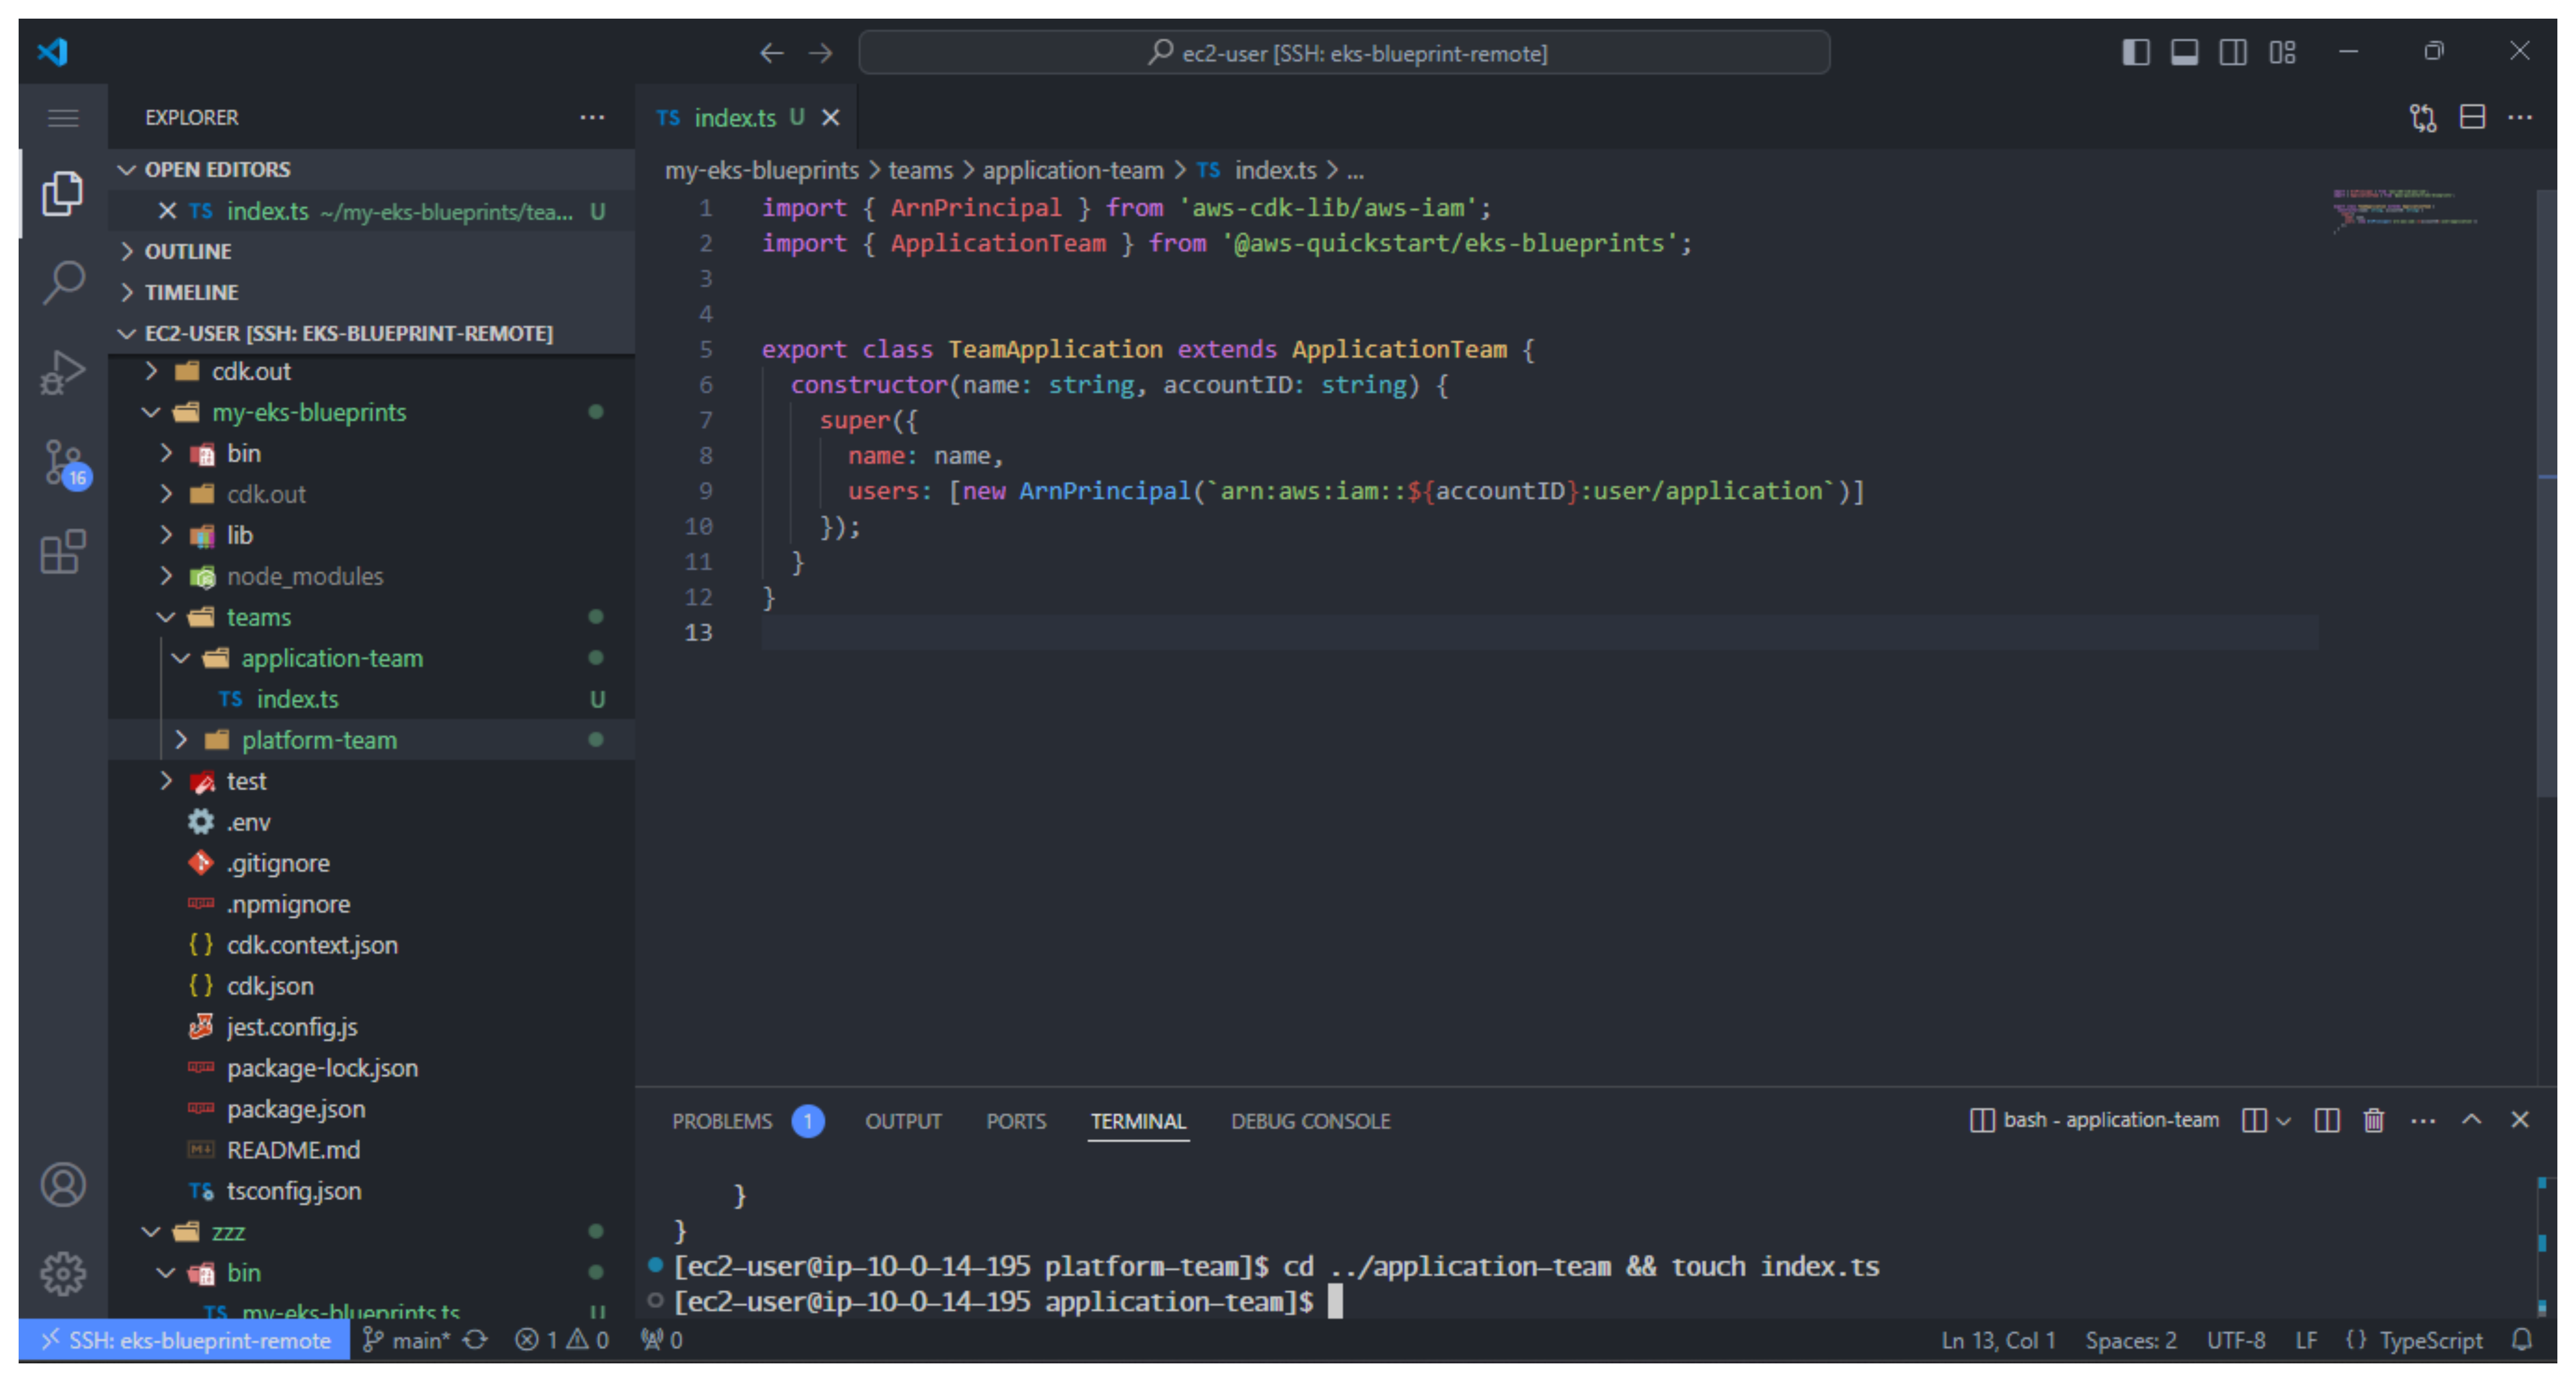 ec2-user [SSH: eks-blueprint-remote]
EXPLORER
OPEN EDITORS
TS index.ts ~/my-eks-blueprints/tea... U
OUTLINE
TIMELINE
EC2-USER [SSH: EKS-BLUEPRINT-REMOTE]
cdk.out
my-eks-blueprints
bin
cdk.out
lib
node_modules
teams
application-team
TS index.ts U
platform-team
test
.env
.gitignore
.npmignore
{ } cdk.context.json
{ } cdk.json
jest.config.js
package-lock.json
package.json
README.md
TS tsconfig.json
zzz
bin
TS my-eks-blueprints.ts U
16
TS index.ts U
my-eks-blueprints > teams > application-team > TS index.ts > ...
1 import { ArnPrincipal } from 'aws-cdk-lib/aws-iam';
2 import { ApplicationTeam } from '@aws-quickstart/eks-blueprints';
3
4
5 export class TeamApplication extends ApplicationTeam {
6 constructor(name: string, accountID: string) {
7 super({
8 name: name,
9 users: [new ArnPrincipal(`arn:aws:iam::${accountID}:user/application`)]
10 });
11 }
12 }
13
PROBLEMS 1 OUTPUT PORTS TERMINAL DEBUG CONSOLE
bash - application-team
}
}
[ec2-user@ip-10-0-14-195 platform-team]$ cd ../application-team && touch index.ts
[ec2-user@ip-10-0-14-195 application-team]$
SSH: eks-blueprint-remote main* 1 0 0
Ln 13, Col 1 Spaces: 2 UTF-8 LF {} TypeScript